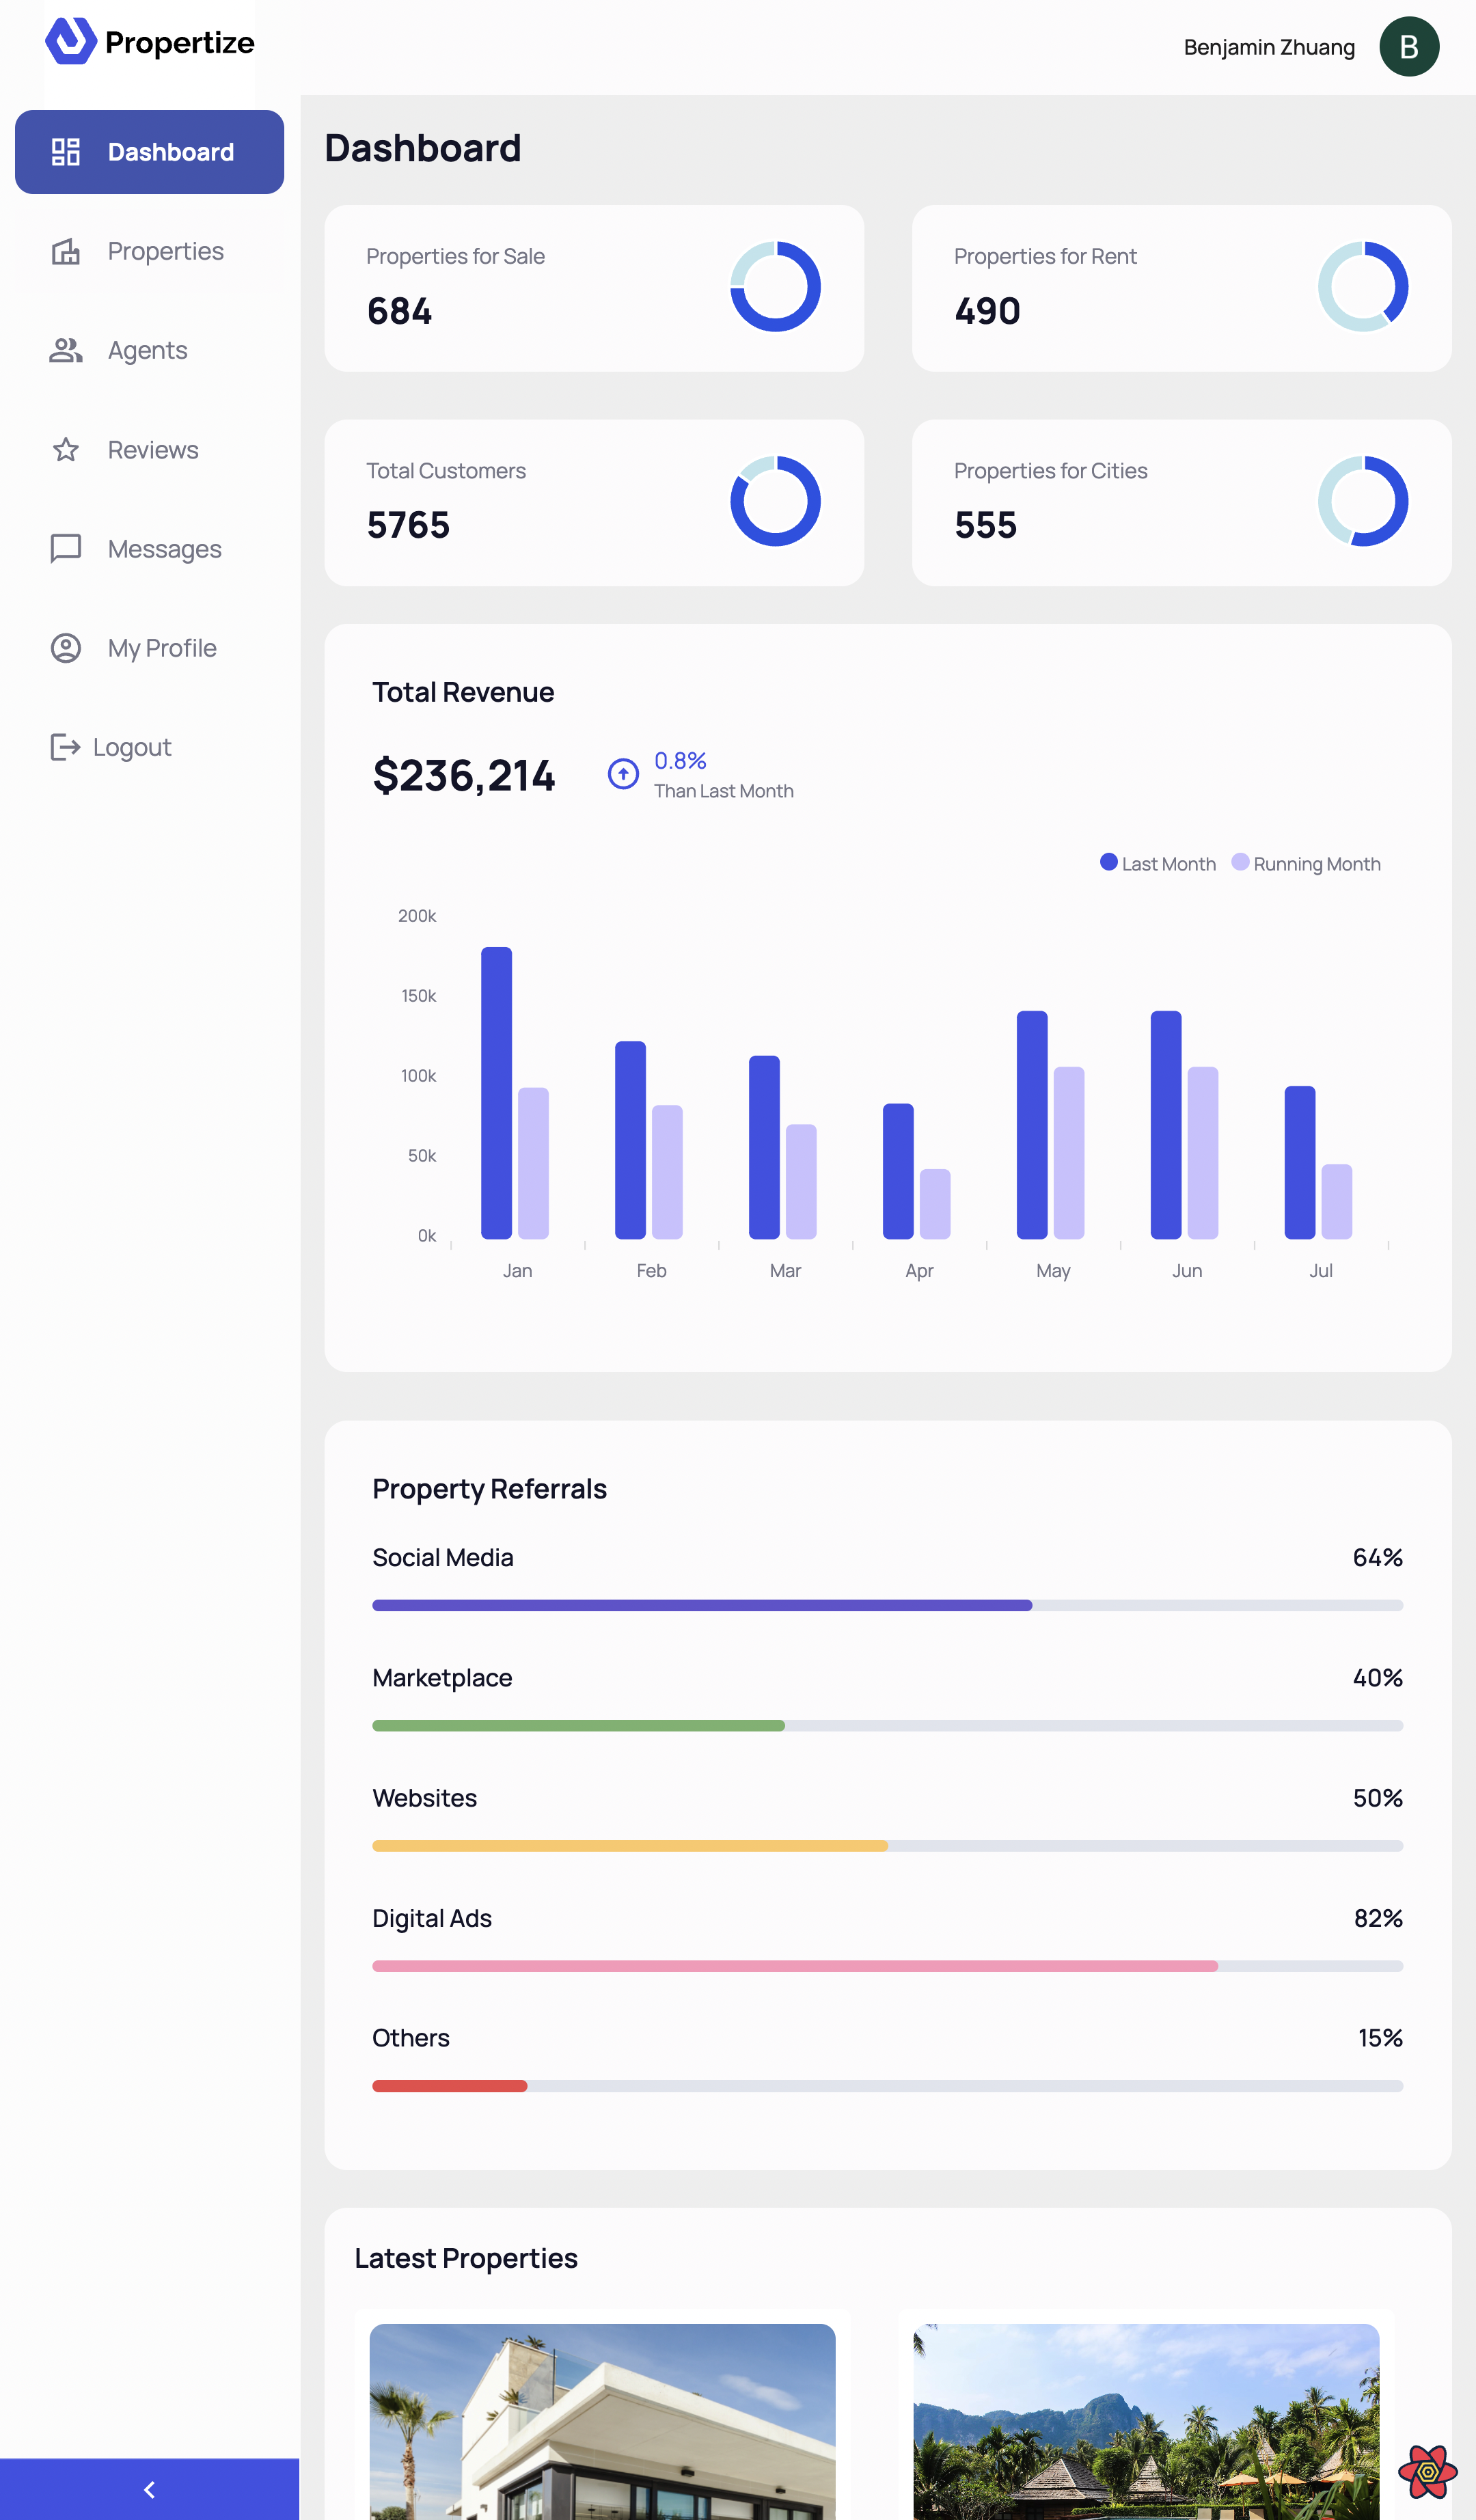 Propertize
Benjamin Zhuang
B
Dashboard
Properties
Agents
Reviews
Messages
My Profile
Logout
Dashboard
Properties for Sale
684
Properties for Rent
490
Total Customers
5765
Properties for Cities
555
Total Revenue
$236,214
0.8%
Than Last Month
Last Month
Running Month
200k
150k
100k
50k
0k
Jan
Feb
Mar
Apr
May
Jun
Jul
Property Referrals
Social Media
64%
Marketplace
40%
Websites
50%
Digital Ads
82%
Others
15%
Latest Properties